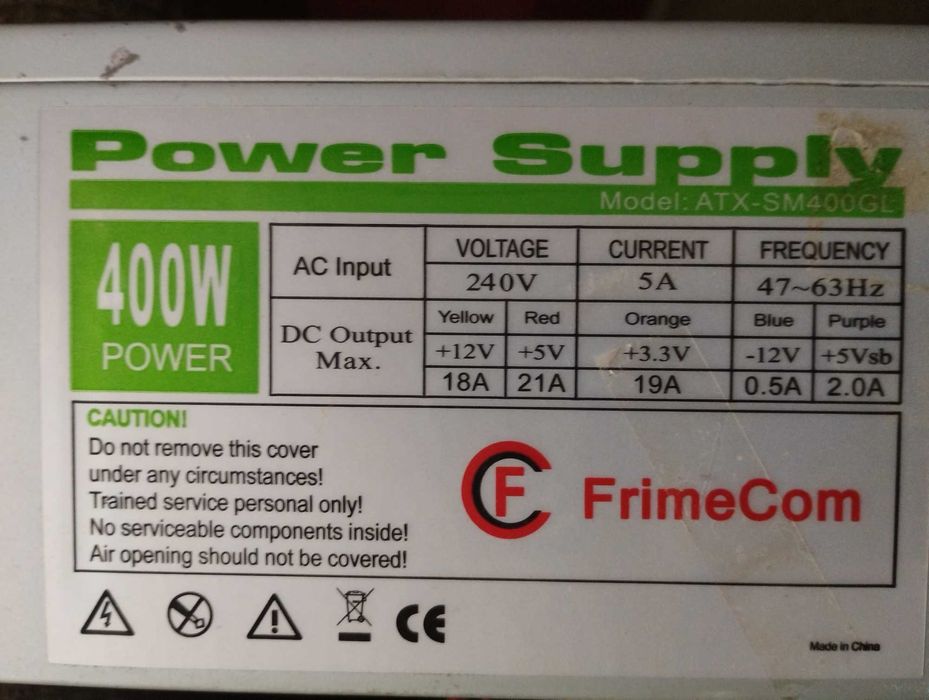 Power Supply
Model: ATX-SM400GL
400W
POWER
AC Input
VOLTAGE CURRENT FREQUENCY
240V 5A 47~63Hz
DC Output
Max.
Yellow Red Orange Blue Purple
+12V +5V +3.3V -12V +5Vsb
18A 21A 19A 0.5A 2.0A
CAUTION!
Do not remove this cover
under any circumstances!
Trained service personal only!
No serviceable components inside!
Air opening should not be covered!
CF FrimeCom
CE
Made in China